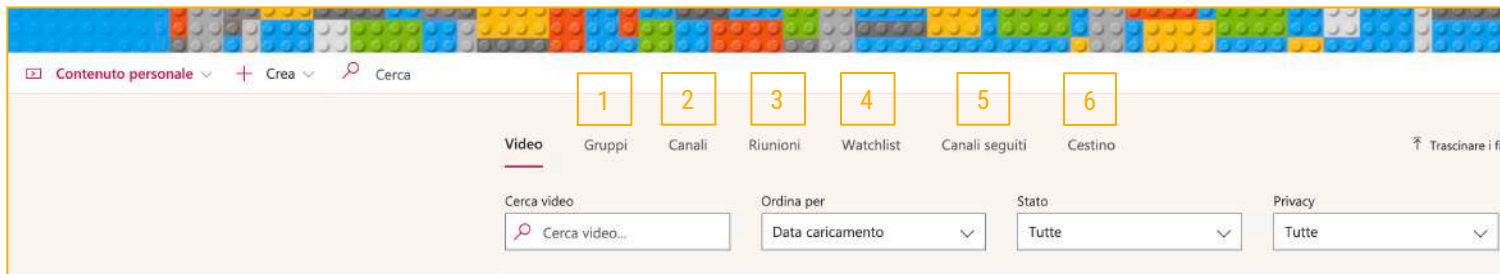 Contenuto personale Crea Cerca
1 2 3 4 5 6
Video Gruppi Canali Riunioni Watchlist Canali seguiti Cestino Trascinare i fi
Cerca video Ordina per Stato Privacy
Cerca video... Data caricamento Tutte Tutte